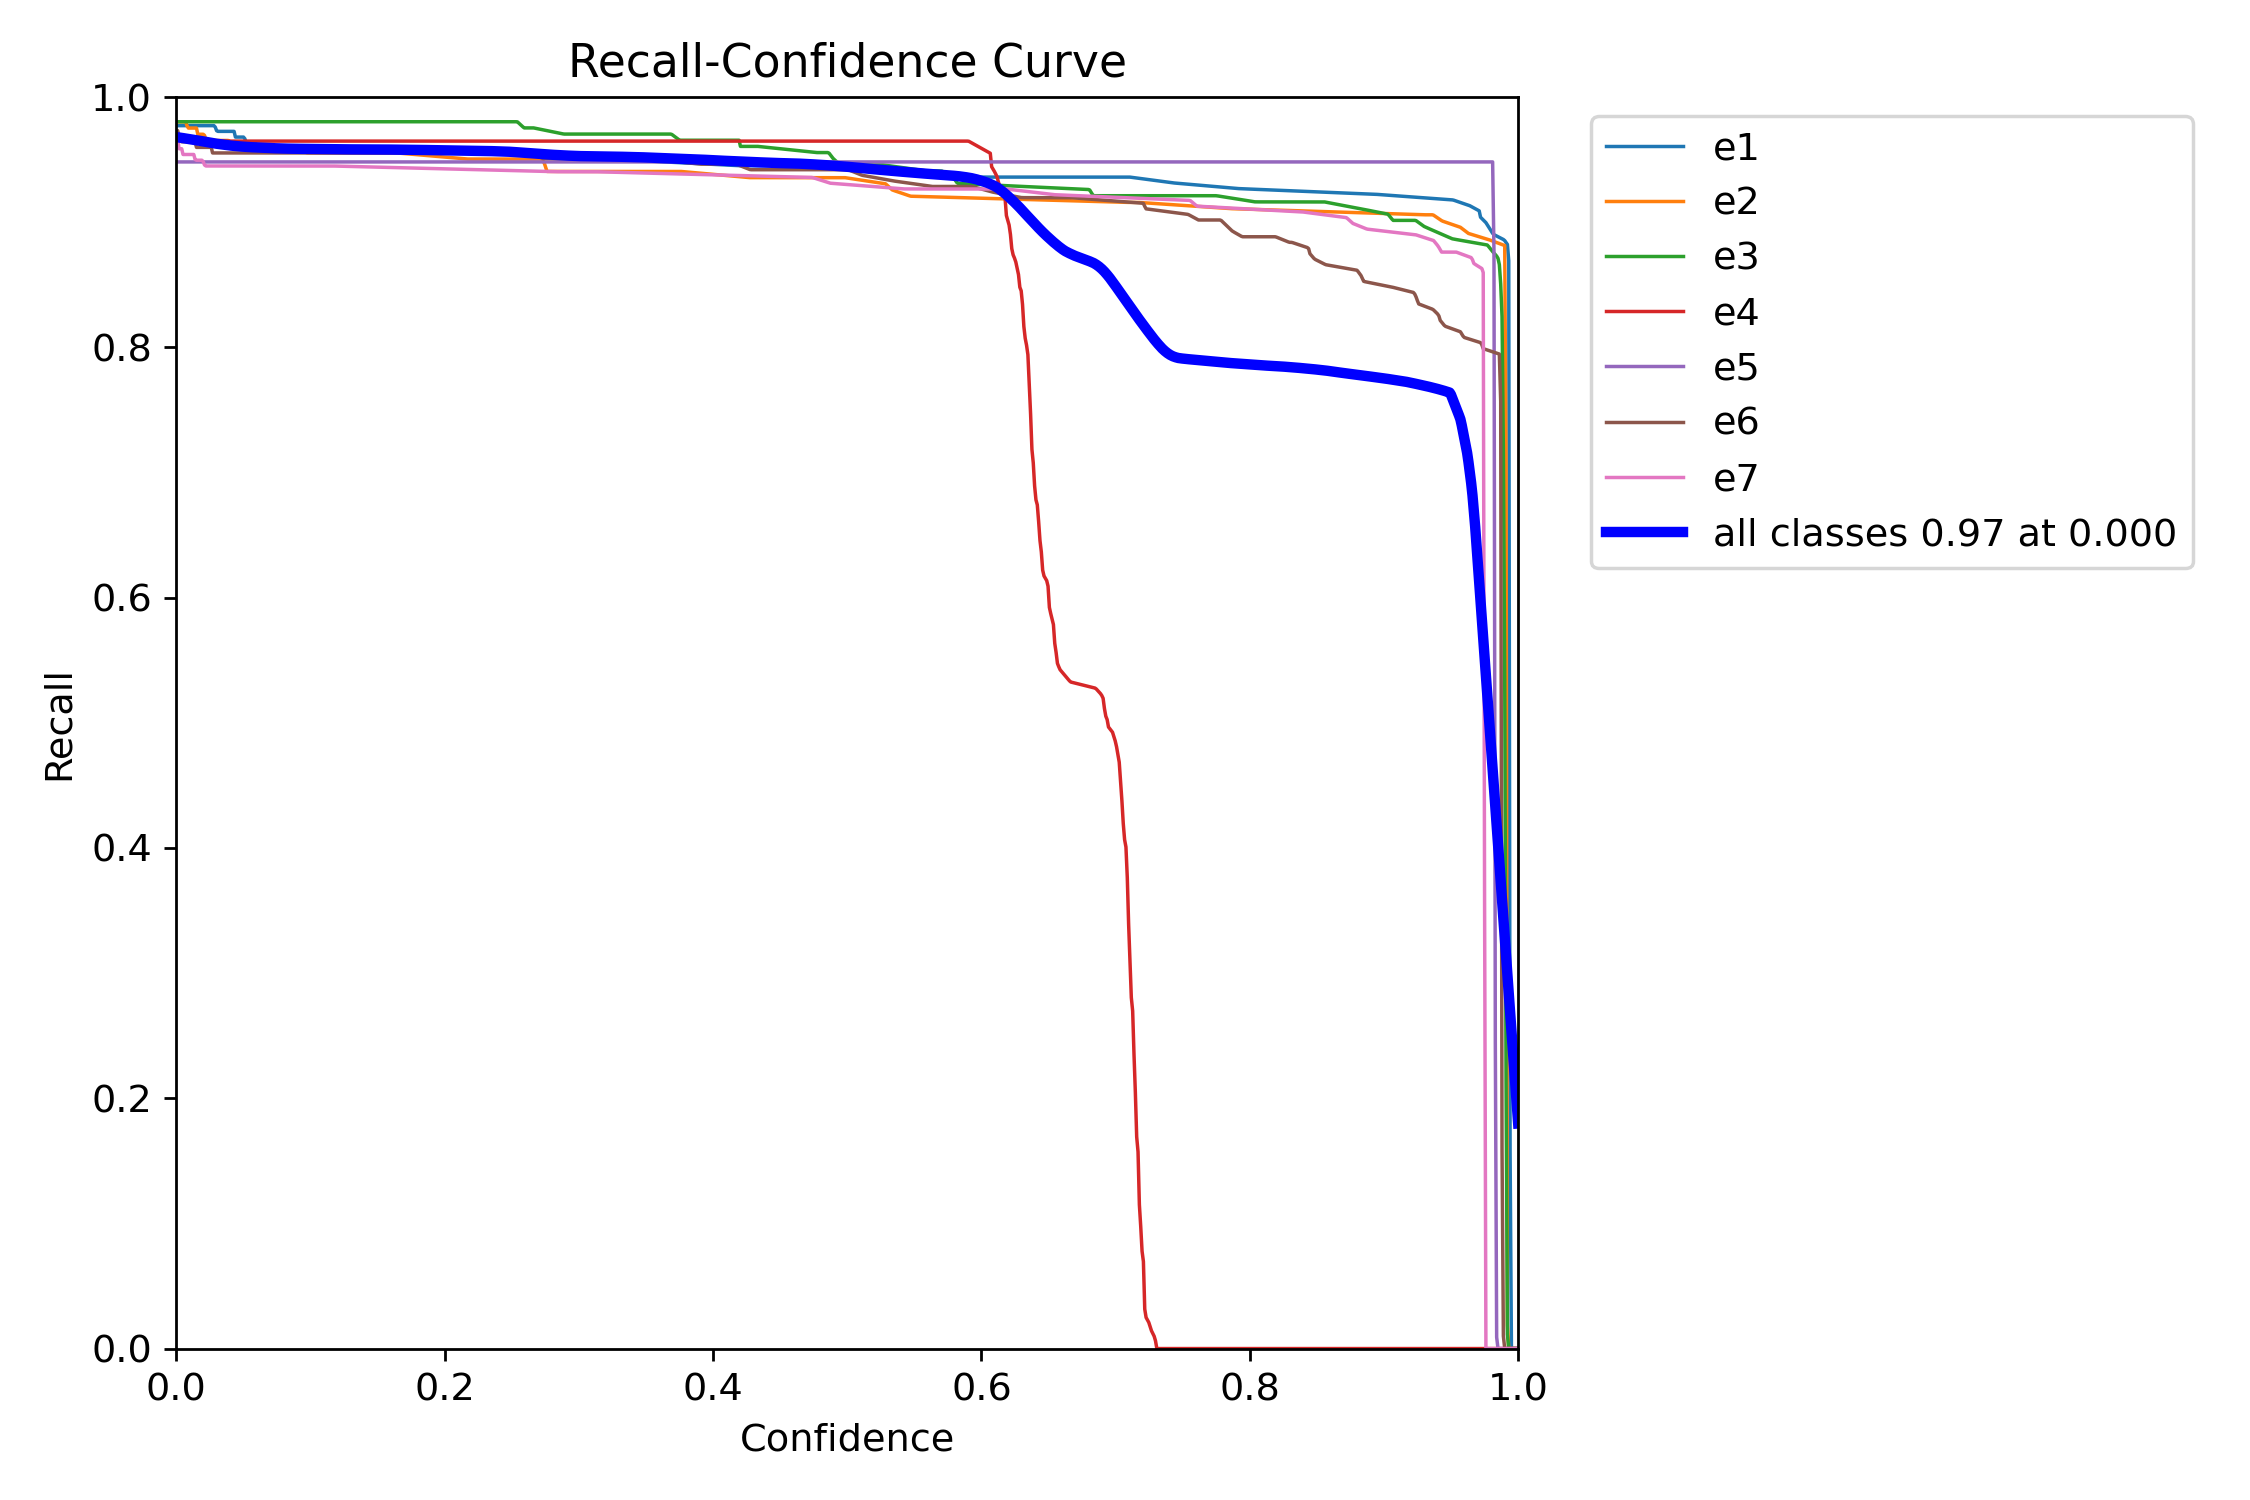 Recall-Confidence Curve
1.0
0.8
0.6
0.4
0.2
0.0
Recall
0.0 0.2 0.4 0.6 0.8 1.0
Confidence
e1
e2
e3
e4
e5
e6
e7
all classes 0.97 at 0.000